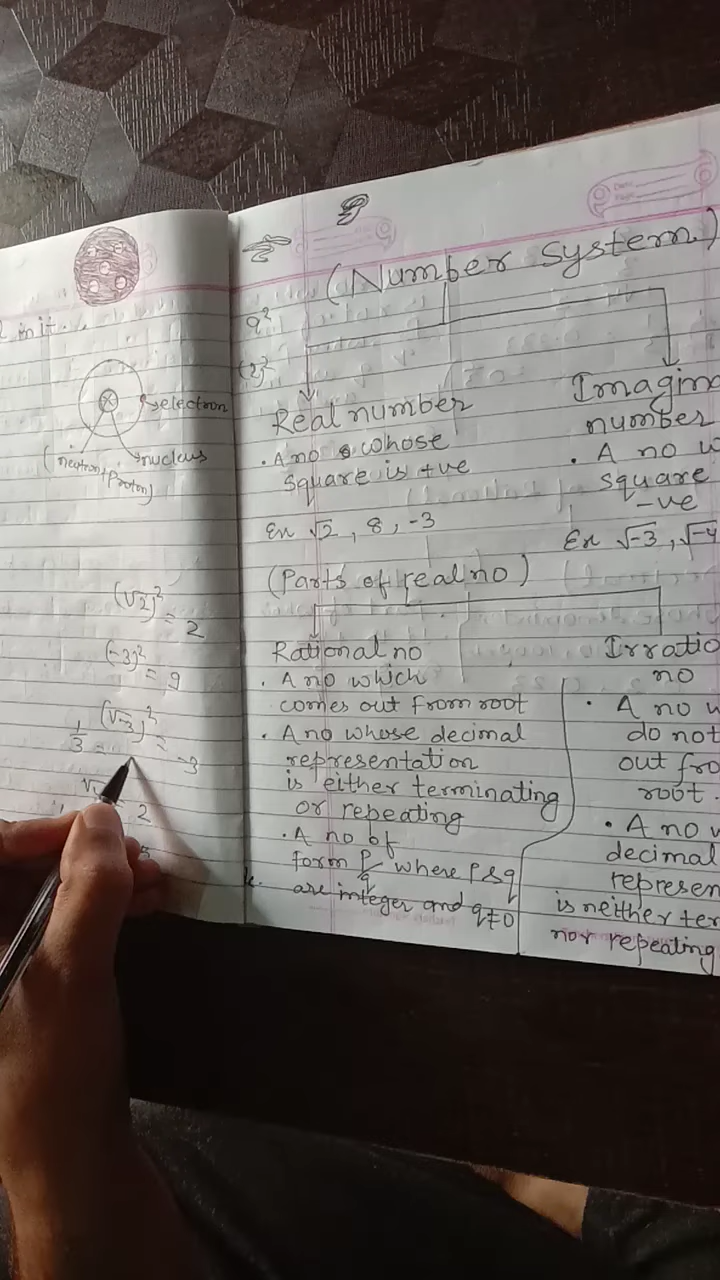 in it.
electron
nucleus
(neutron+Proton)
(√2)²
= 2
(-3)²
= 9
(√-3)²
= -3
1/3 =
2
(Number System)
9²
Real number
. A no whose
square is +ve
Ex √2, 8, -3
Imagin
number
. A no w
square
-ve
Ex √-3, √-4
(Parts of real no)
Rational no
. A no which
comes out from root
. A no whose decimal
representation
is either terminating
or repeating
. A no of
form P/q where P & q
are integer and q≠0
Irratio
no
. A no w
do not
out fro
root.
. A no w
decimal
represen
is neither ter
nor repeating